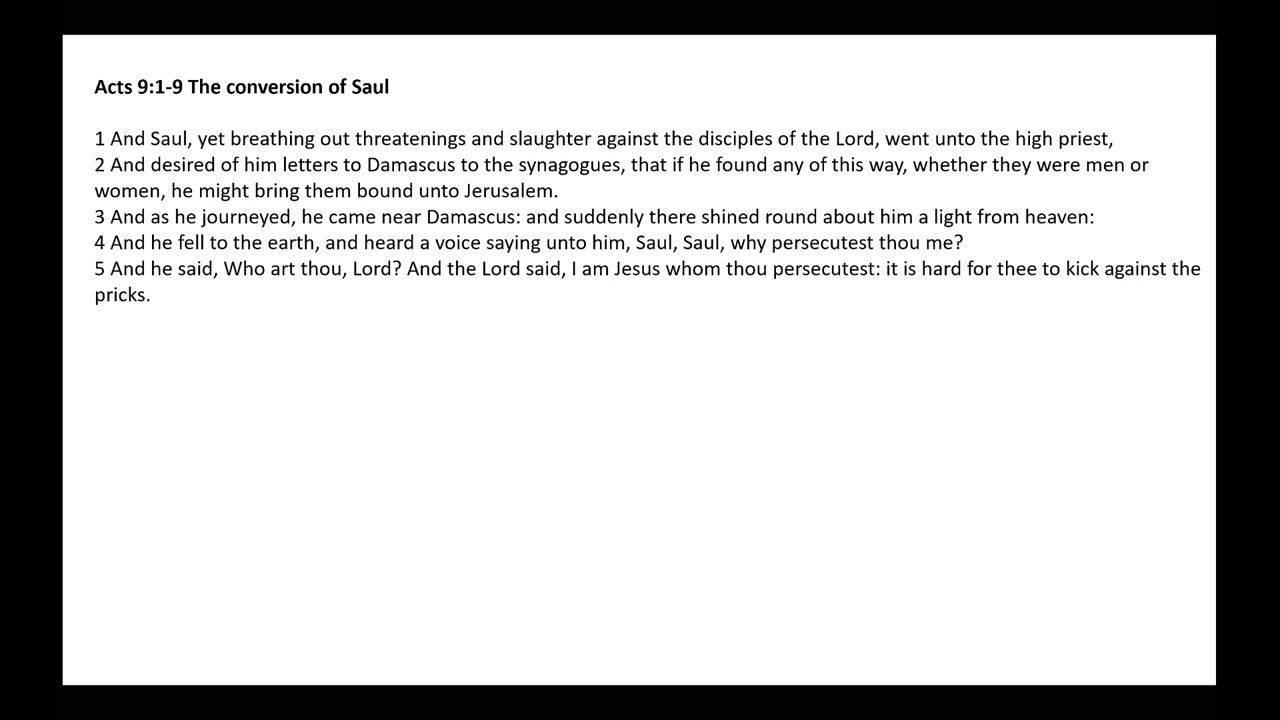 Acts 9:1-9 The conversion of Saul
1 And Saul, yet breathing out threatenings and slaughter against the disciples of the Lord, went unto the high priest,
2 And desired of him letters to Damascus to the synagogues, that if he found any of this way, whether they were men or
women, he might bring them bound unto Jerusalem.
3 And as he journeyed, he came near Damascus: and suddenly there shined round about him a light from heaven:
4 And he fell to the earth, and heard a voice saying unto him, Saul, Saul, why persecutest thou me?
5 And he said, Who art thou, Lord? And the Lord said, I am Jesus whom thou persecutest: it is hard for thee to kick against the
pricks.